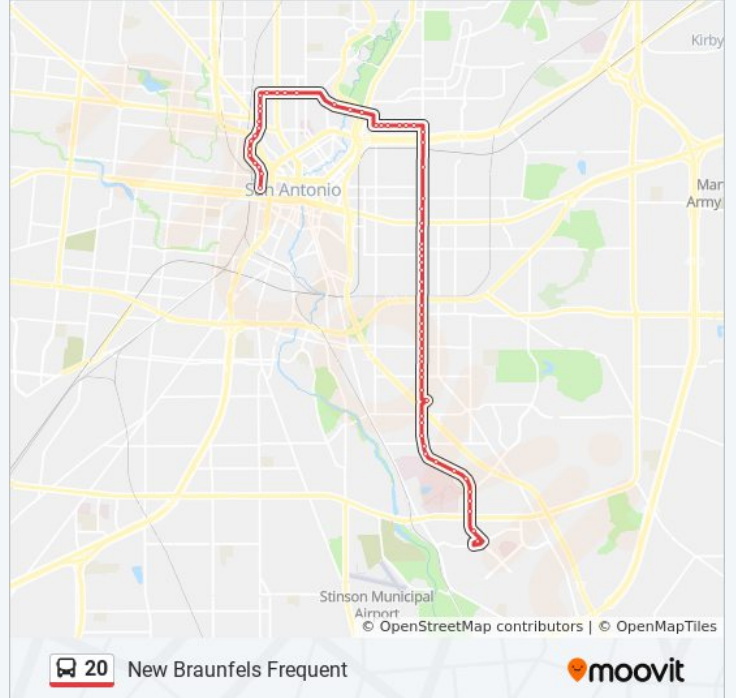 Kirby
Mar
Army
San Antonio
Stinson Municipal
Airport
© OpenStreetMap contributors | © OpenMapTiles
20 New Braunfels Frequent
moovit